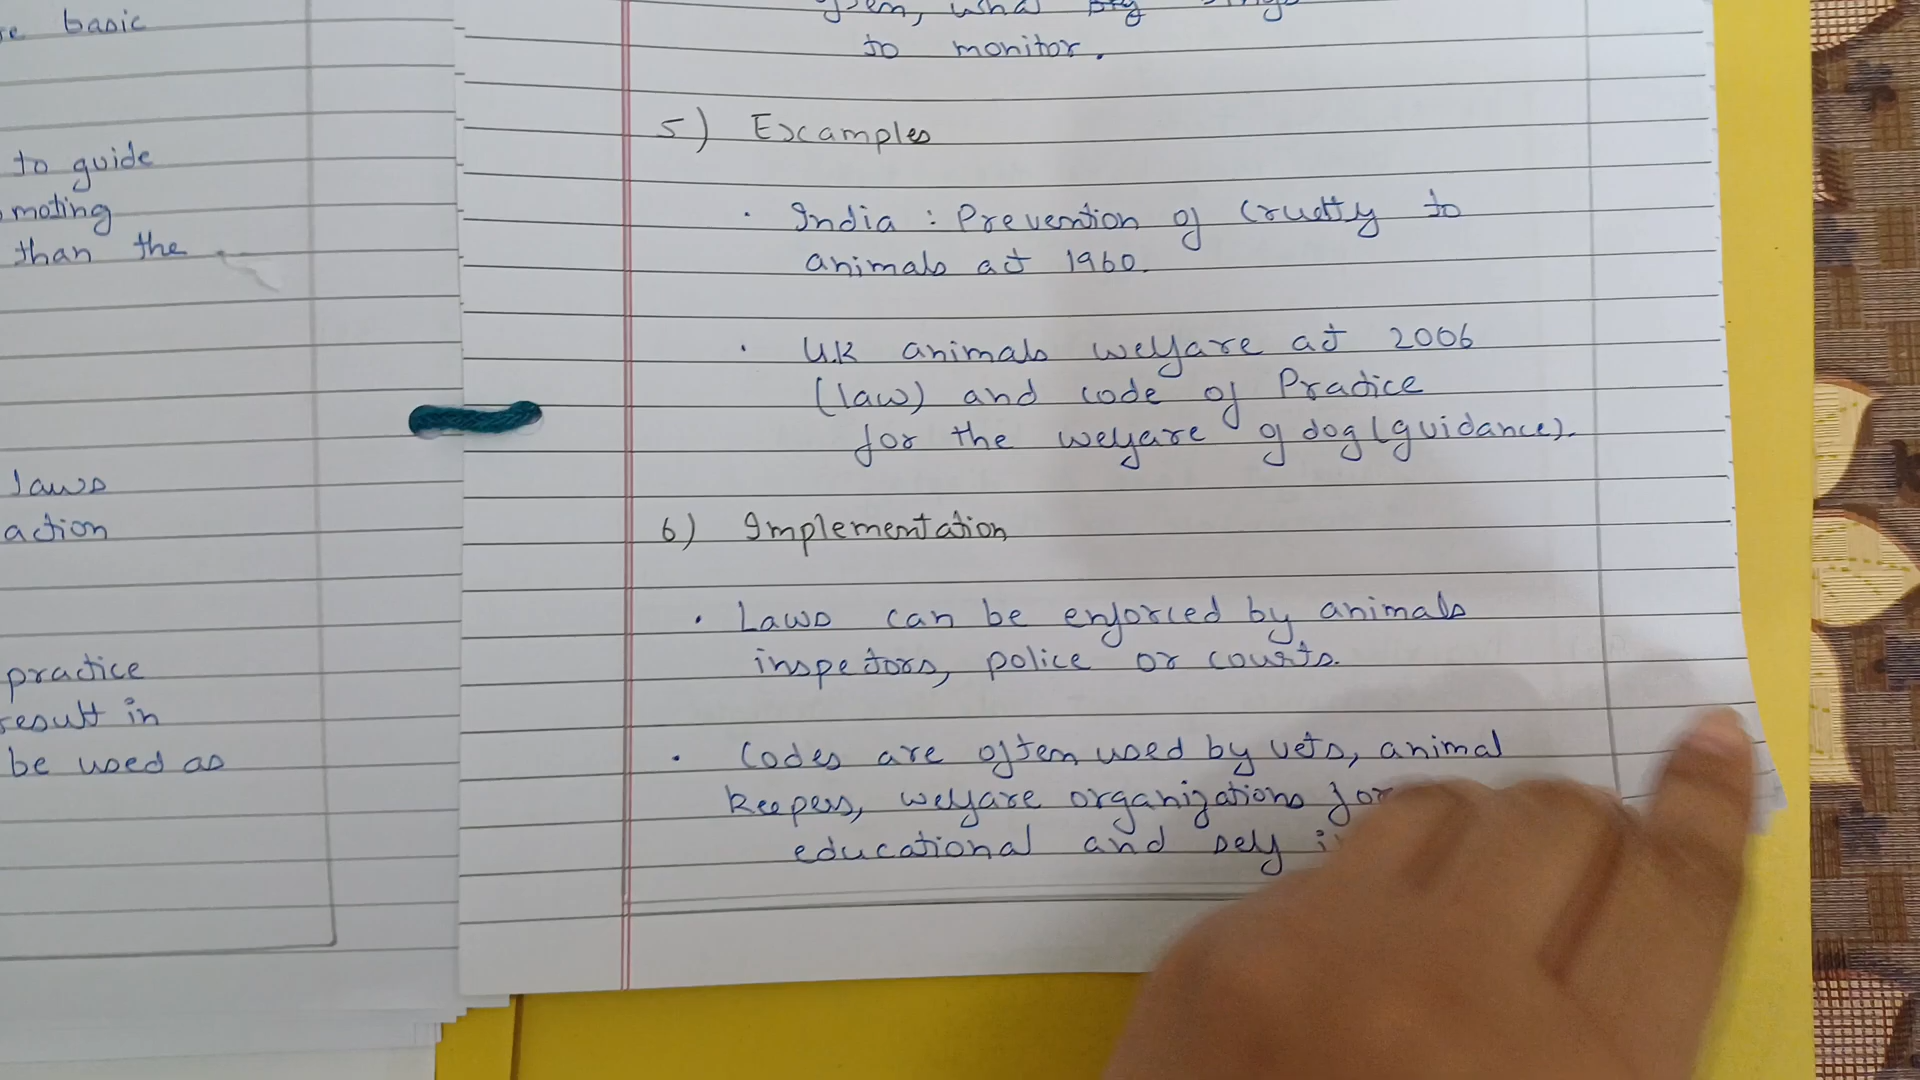 se basic
to guide
moting
than the
laws
action
practice
result in
be used as
to monitor.
5) Examples
· India : Prevention of Cruelty to
animals act 1960.
· U.K animals welfare act 2006
(law) and code of Practice
for the welfare of dog (guidance).
6) Implementation
· Laws can be enforced by animals
inspectors, police or courts.
· Codes are often used by vets, animal
keepers, welfare organizations for
educational and self